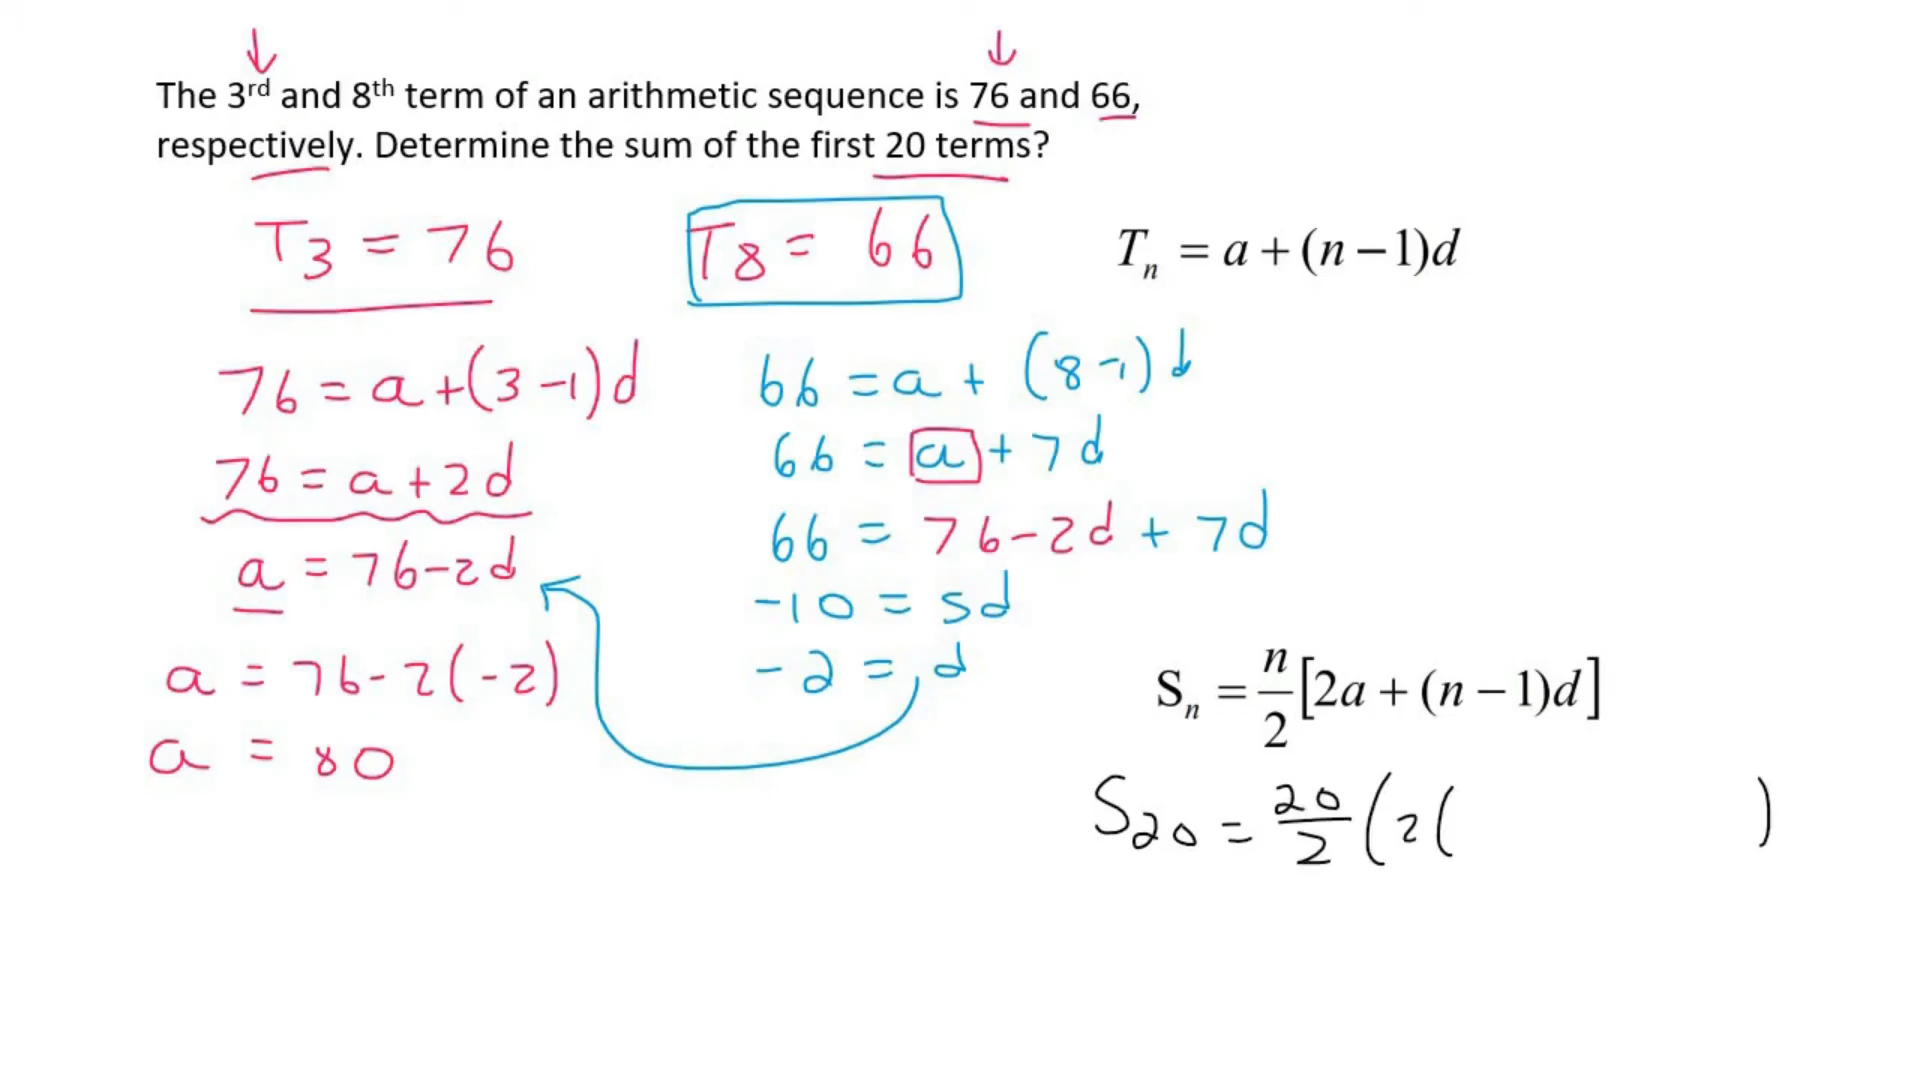 The 3rd and 8th term of an arithmetic sequence is 76 and 66,
respectively. Determine the sum of the first 20 terms?
T3 = 76
T8 = 66
Tn = a + (n − 1)d
76 = a + (3 − 1)d
66 = a + (8 − 1)d
76 = a + 2d
66 = a + 7d
a = 76 − 2d
66 = 76 − 2d + 7d
−10 = 5d
a = 76 − 2(−2)
−2 = d
Sn = n/2 [2a + (n − 1)d]
a = 80
S20 = 20/2 (2( )